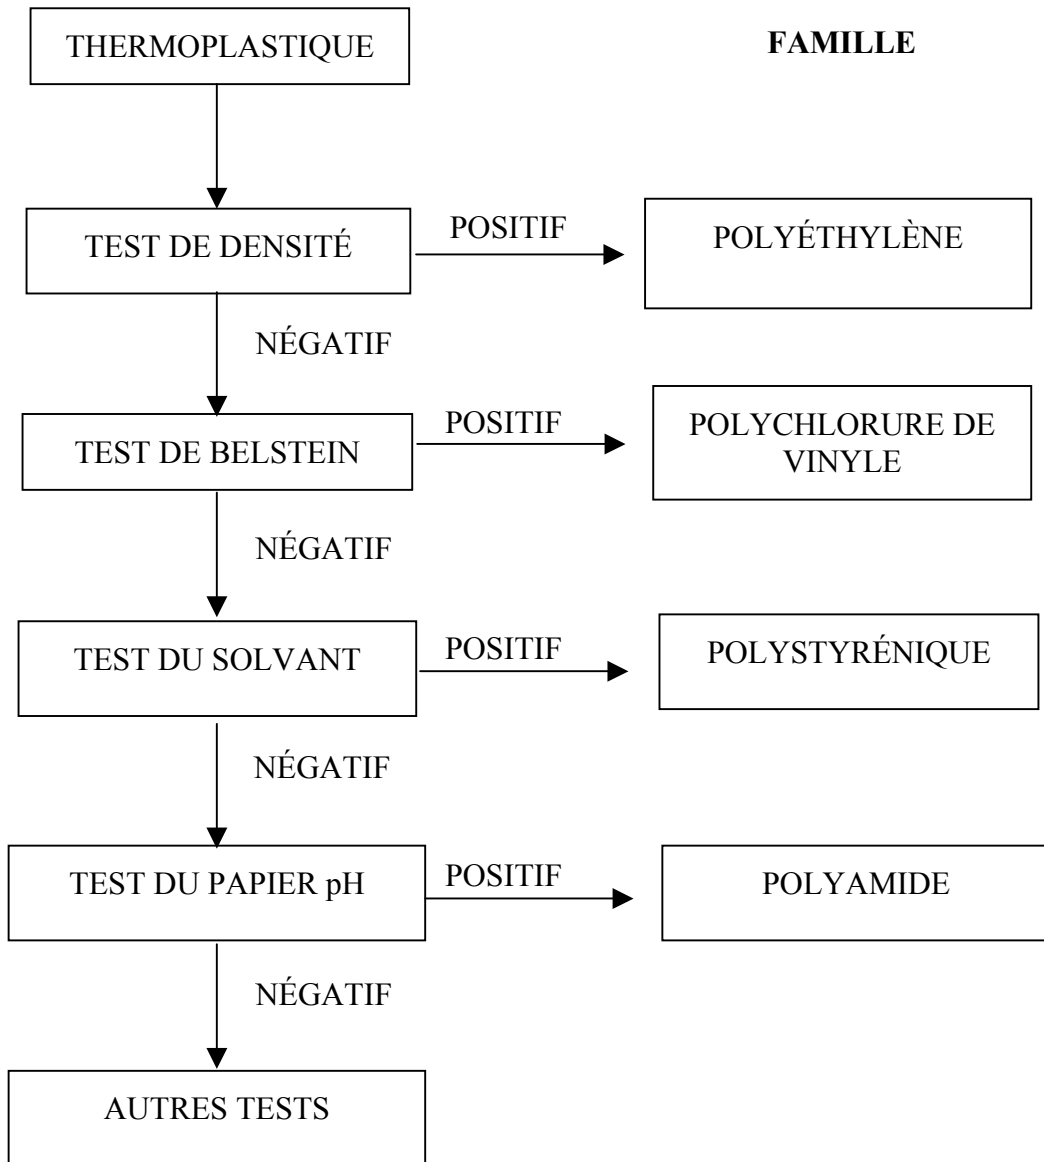 THERMOPLASTIQUE
FAMILLE
TEST DE DENSITÉ
POSITIF
POLYÉTHYLÈNE
NÉGATIF
TEST DE BELSTEIN
POSITIF
POLYCHLORURE DE
VINYLE
NÉGATIF
TEST DU SOLVANT
POSITIF
POLYSTYRÉNIQUE
NÉGATIF
TEST DU PAPIER pH
POSITIF
POLYAMIDE
NÉGATIF
AUTRES TESTS